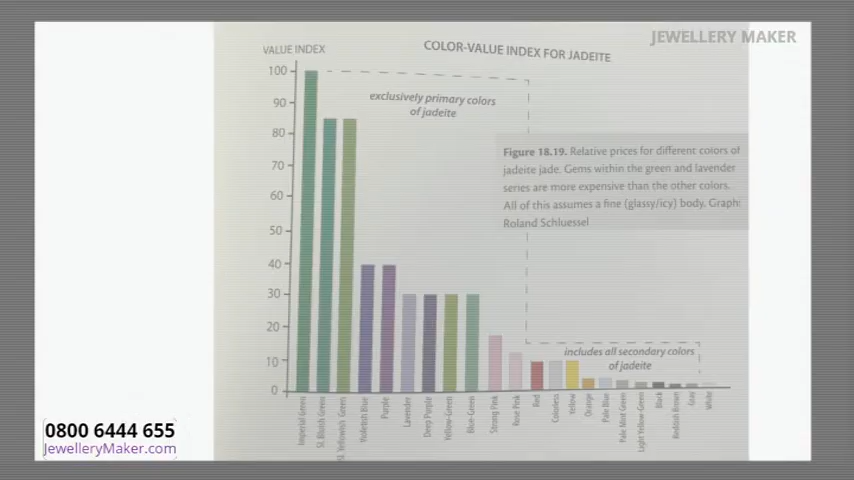 JEWELLERY MAKER
VALUE INDEX
COLOR-VALUE INDEX FOR JADEITE
100
90
80
70
60
50
40
30
20
10
0
exclusively primary colors
of jadeite
Figure 18.19. Relative prices for different colors of
jadeite jade. Gems within the green and lavender
series are more expensive than the other colors.
All of this assumes a fine (glassy/icy) body. Graph:
Roland Schluessel
includes all secondary colors
of jadeite
Imperial Green
Sl. Bluish Green
Sl. Yellowish Green
Violetish Blue
Purple
Lavender
Deep Purple
Yellow-Green
Blue-Green
Strong Pink
Rose Pink
Red
Colorless
Yellow
Orange
Pale Blue
Pale Mint Green
Light Yellow-Green
Black
Reddish Brown
Gray
White
0800 6444 655
JewelleryMaker.com